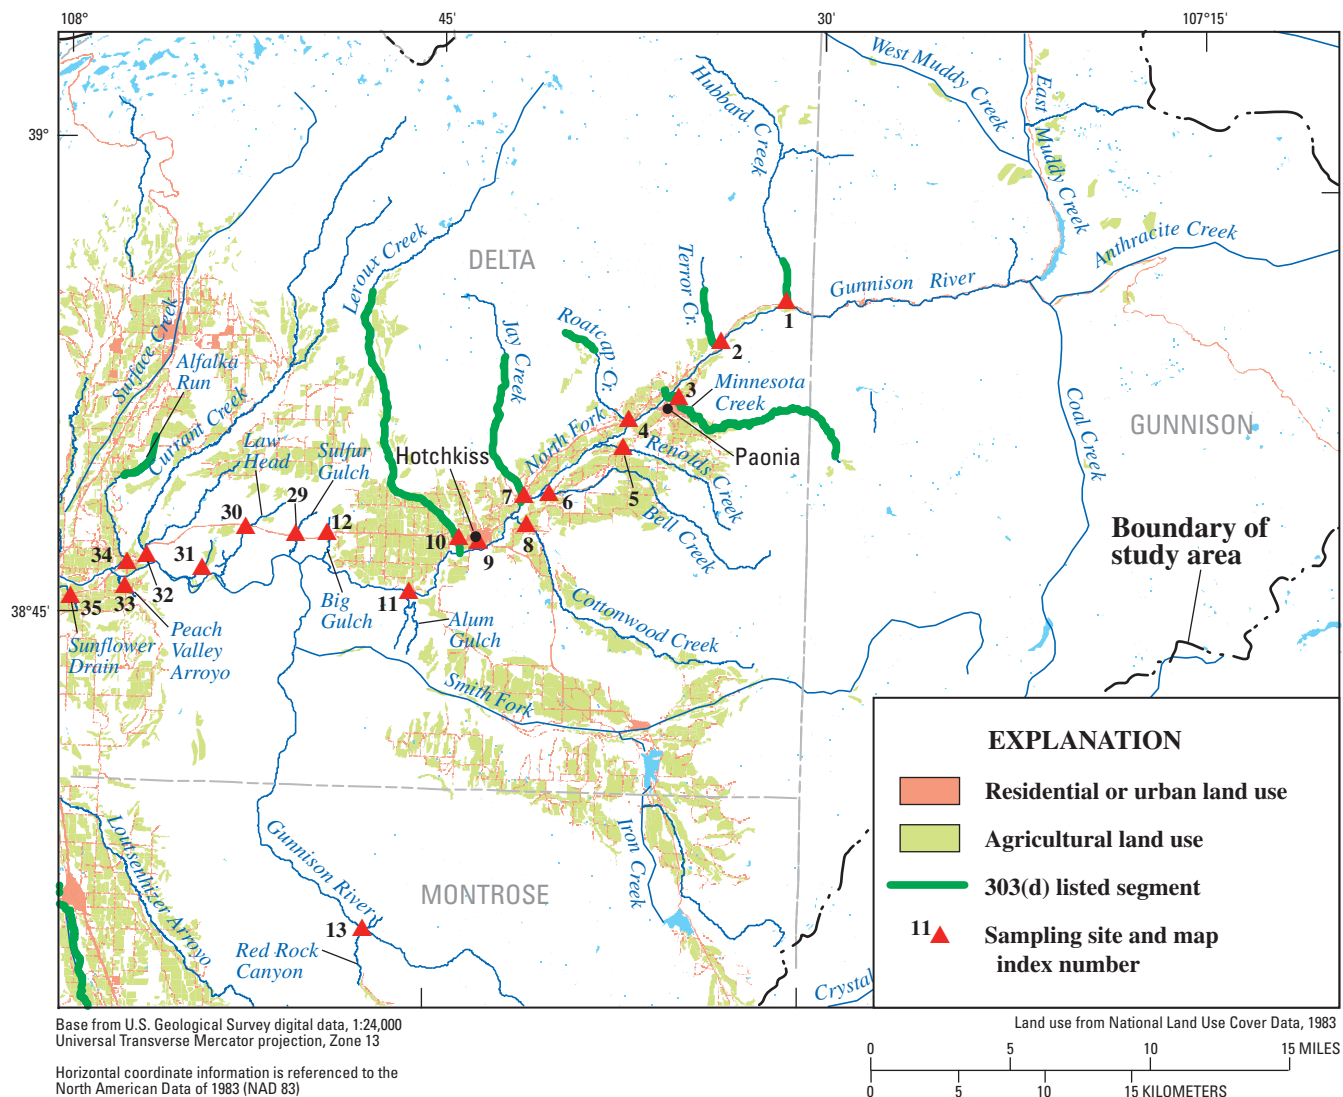 108°
45'
30'
107°15'
39°
38°45'
West Muddy Creek
East Muddy Creek
Hubbard Creek
Anthracite Creek
Gunnison River
DELTA
Leroux Creek
Terror Cr.
1
2
Surface Creek
Alfalka
Run
Jay Creek
Roatcap Cr.
3
Minnesota
Creek
Coal Creek
GUNNISON
Currant Creek
4
North Fork
Renolds Creek
Paonia
Law
Head
Sulfur
Gulch
Hotchkiss
5
7
6
Bell Creek
30
29
12
10
9
8
Boundary of
study area
34
31
32
33
35
11
Big
Gulch
Alum
Gulch
Cottonwood Creek
Sunflower
Drain
Peach
Valley
Arroyo
Smith Fork
Iron Creek
Loutsenhizer Arroyo
Gunnison River
MONTROSE
13
Red Rock
Canyon
Crystal
EXPLANATION
Residential or urban land use
Agricultural land use
303(d) listed segment
11 Sampling site and map
index number
Base from U.S. Geological Survey digital data, 1:24,000
Universal Transverse Mercator projection, Zone 13
Horizontal coordinate information is referenced to the
North American Data of 1983 (NAD 83)
Land use from National Land Use Cover Data, 1983
0 5 10 15 MILES
0 5 10 15 KILOMETERS